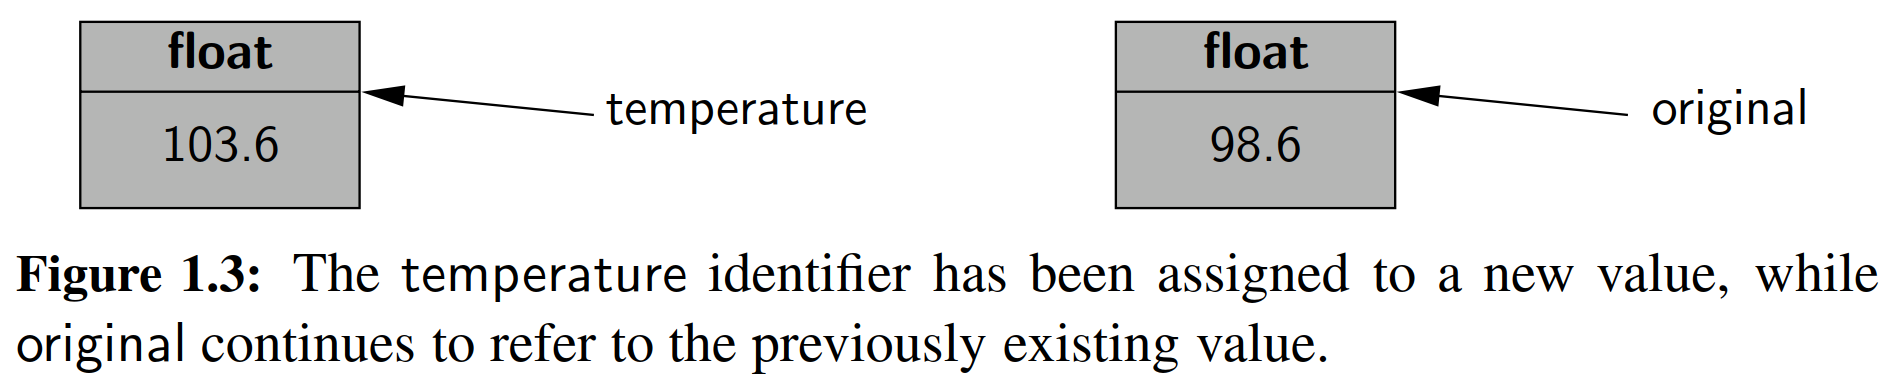 float
103.6
temperature
float
98.6
original
Figure 1.3: The temperature identifier has been assigned to a new value, while
original continues to refer to the previously existing value.